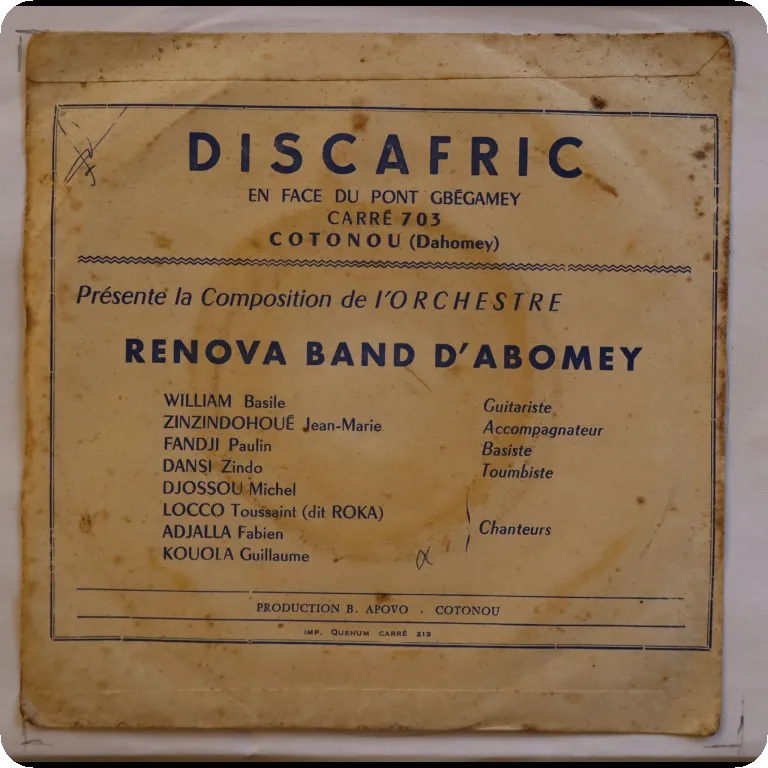 DISCAFRIC
EN FACE DU PONT GBÉGAMEY
CARRÉ 703
COTONOU (Dahomey)
Présente la Composition de l'ORCHESTRE
RENOVA BAND D'ABOMEY
WILLIAM Basile Guitariste
ZINZINDOHOUÉ Jean-Marie Accompagnateur
FANDJI Paulin Basiste
DANSI Zindo Toumbiste
DJOSSOU Michel
LOCCO Toussaint (dit ROKA)
ADJALLA Fabien Chanteurs
KOUOLA Guillaume
α
PRODUCTION B. APOVO - COTONOU
IMP. QUENUM CARRÉ 213